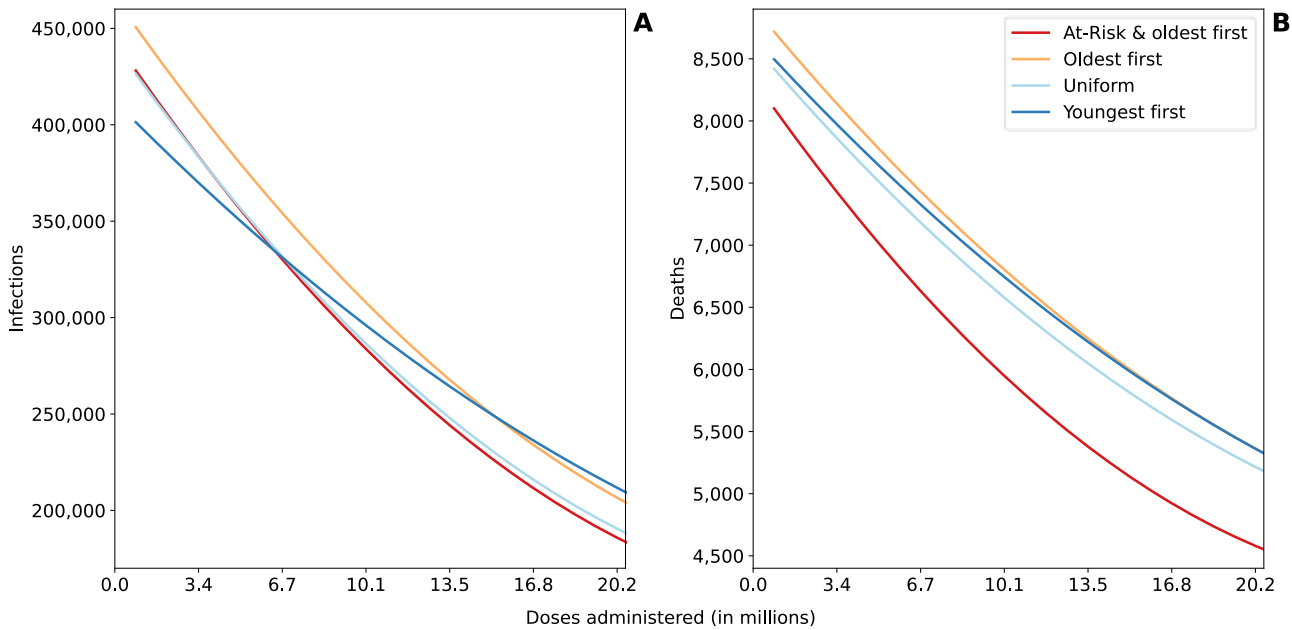 A
450,000
400,000
350,000
300,000
250,000
200,000
Infections
0.0 3.4 6.7 10.1 13.5 16.8 20.2
B
At-Risk & oldest first
Oldest first
Uniform
Youngest first
8,500
8,000
7,500
7,000
6,500
6,000
5,500
5,000
4,500
Deaths
0.0 3.4 6.7 10.1 13.5 16.8 20.2
Doses administered (in millions)